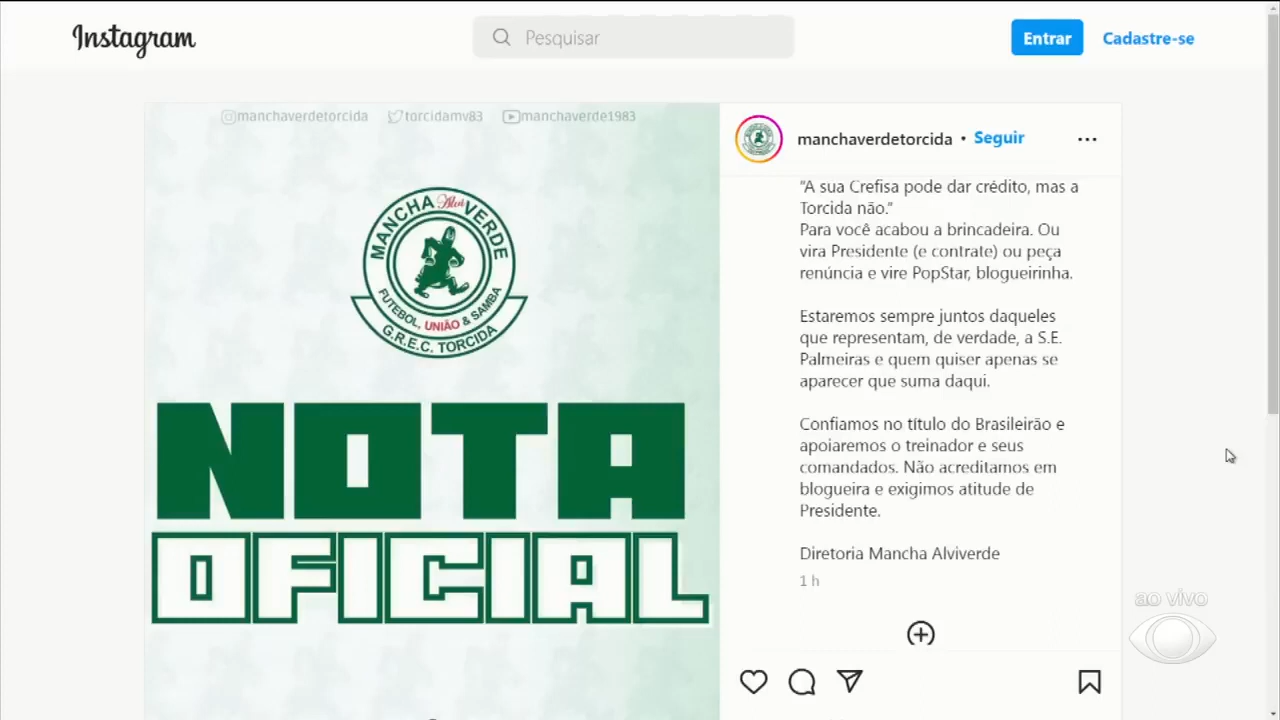 Instagram
Pesquisar
Entrar
Cadastre-se
manchaverdetorcida
torcidamv83
manchaverde1983
MANCHA Alvi VERDE
FUTEBOL, UNIÃO & SAMBA
G.R.E.C. TORCIDA
NOTA
OFICIAL
manchaverdetorcida • Seguir
"A sua Crefisa pode dar crédito, mas a
Torcida não."
Para você acabou a brincadeira. Ou
vira Presidente (e contrate) ou peça
renúncia e vire PopStar, blogueirinha.
Estaremos sempre juntos daqueles
que representam, de verdade, a S.E.
Palmeiras e quem quiser apenas se
aparecer que suma daqui.
Confiamos no título do Brasileirão e
apoiaremos o treinador e seus
comandados. Não acreditamos em
blogueira e exigimos atitude de
Presidente.
Diretoria Mancha Alviverde
1 h
ao vivo